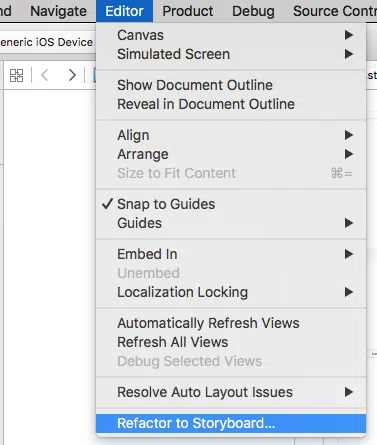 Navigate Editor Product Debug Source
eneric iOS Device
Canvas
Simulated Screen
Show Document Outline
Reveal in Document Outline
Align
Arrange
Size to Fit Content ⌘=
✓ Snap to Guides
Guides
Embed In
Unembed
Localization Locking
Automatically Refresh Views
Refresh All Views
Debug Selected Views
Resolve Auto Layout Issues
Refactor to Storyboard...